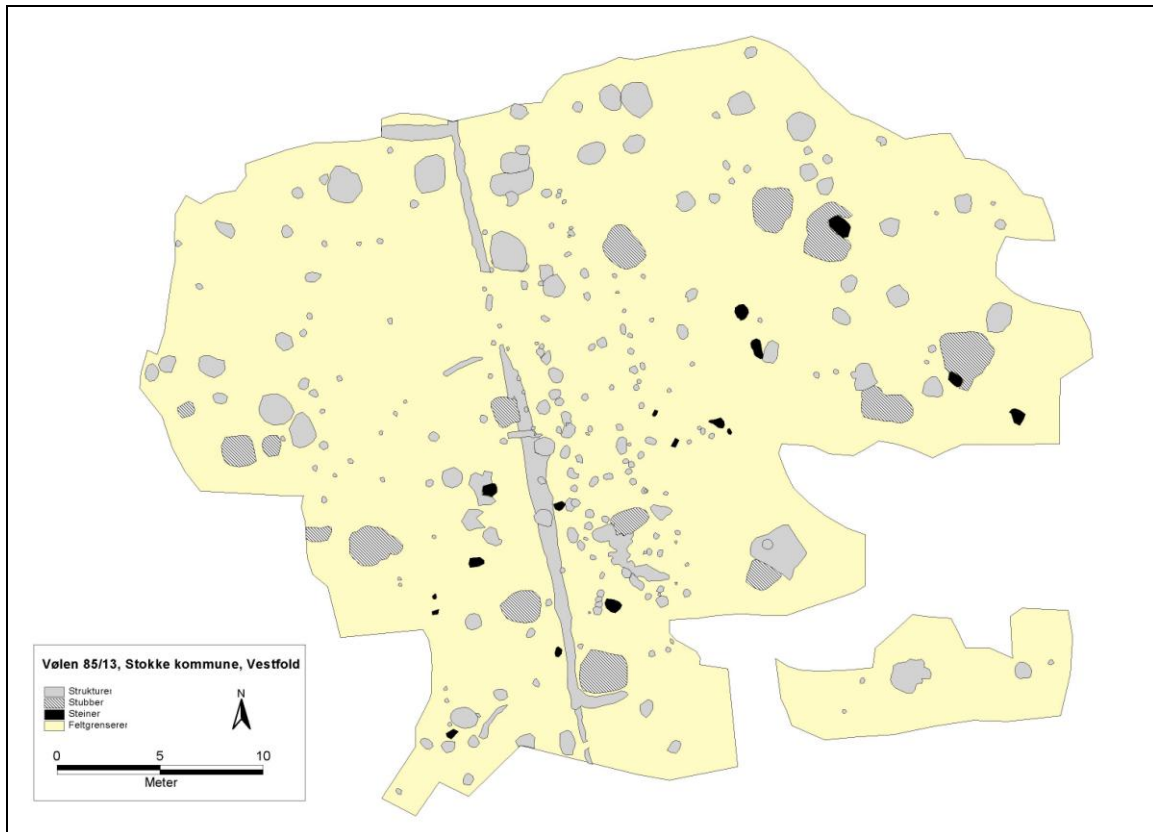 Vølen 85/13, Stokke kommune, Vestfold
Strukturer
Stubber
Steiner
Feltgrenserer
N
0 5 10
Meter